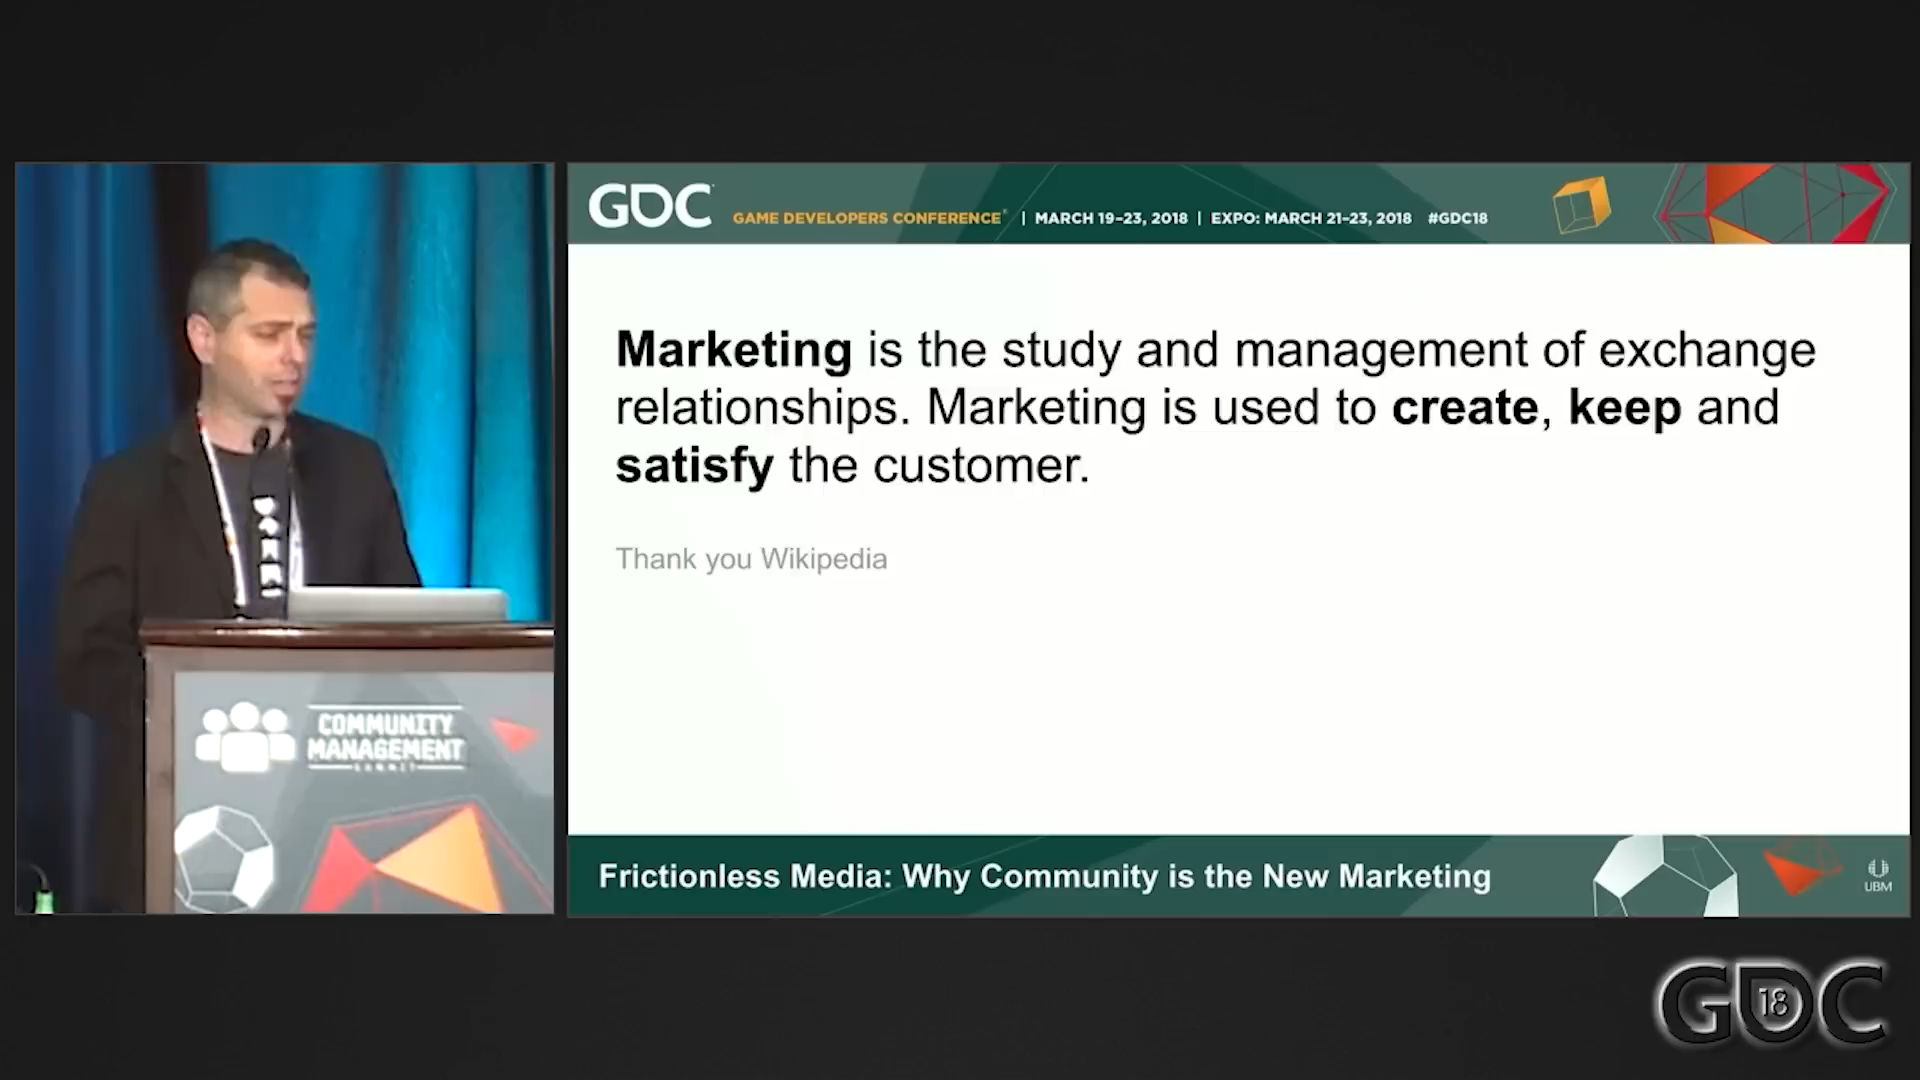 GDC
GAME DEVELOPERS CONFERENCE® | MARCH 19-23, 2018 | EXPO: MARCH 21-23, 2018 #GDC18
Marketing is the study and management of exchange
relationships. Marketing is used to create, keep and
satisfy the customer.
Thank you Wikipedia
COMMUNITY
MANAGEMENT
SUMMIT
Frictionless Media: Why Community is the New Marketing
UBM
GDC
18